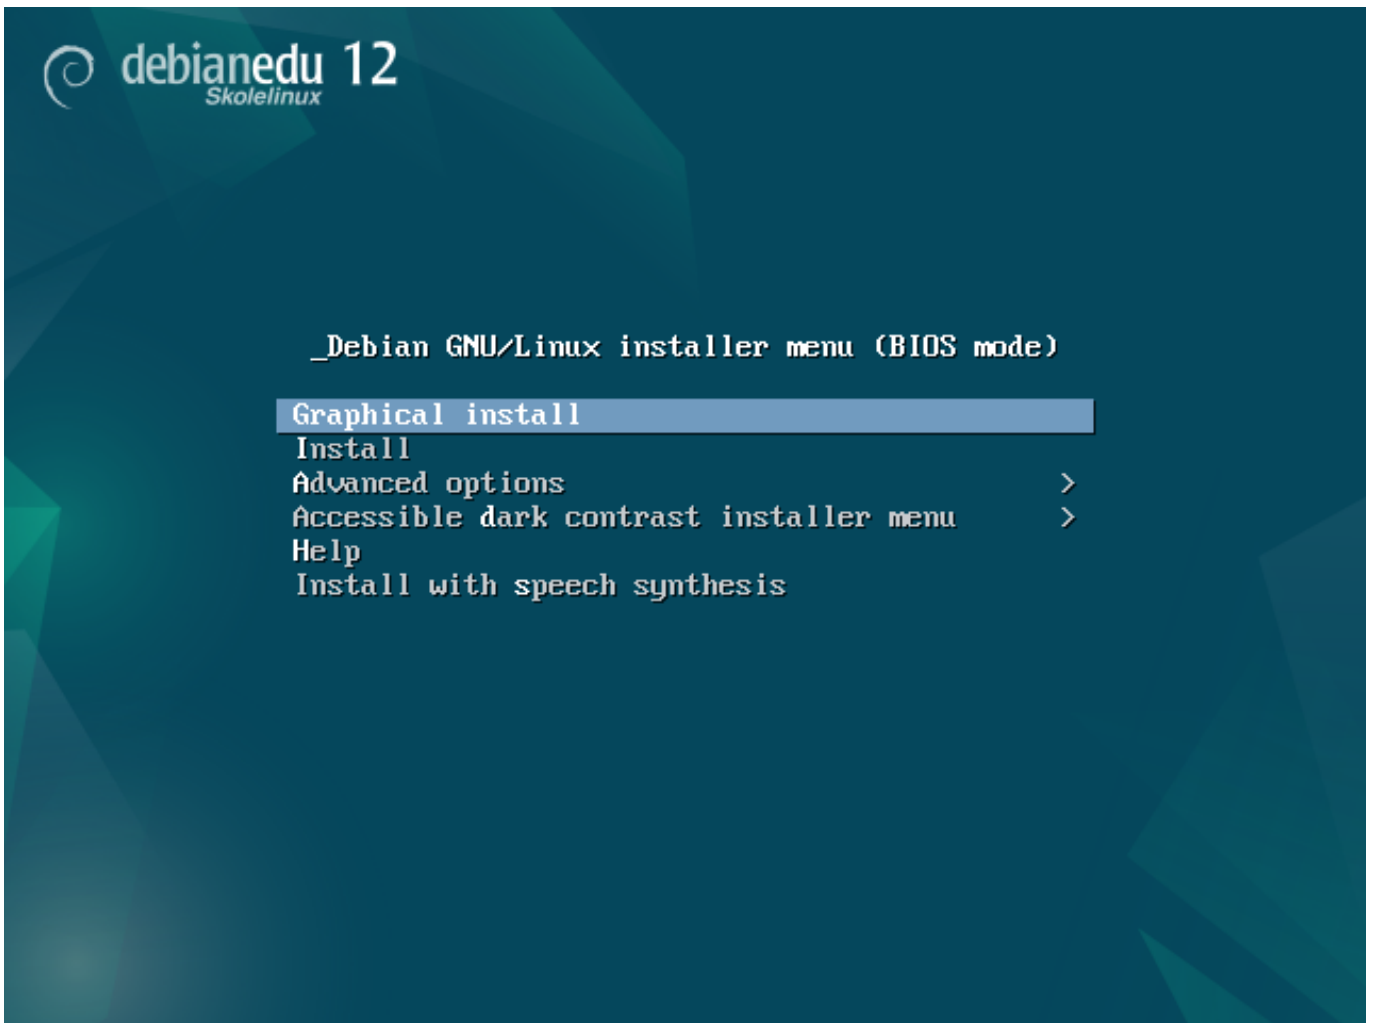 debianedu 12
Skolelinux
_Debian GNU/Linux installer menu (BIOS mode)
Graphical install
Install
Advanced options >
Accessible dark contrast installer menu >
Help
Install with speech synthesis